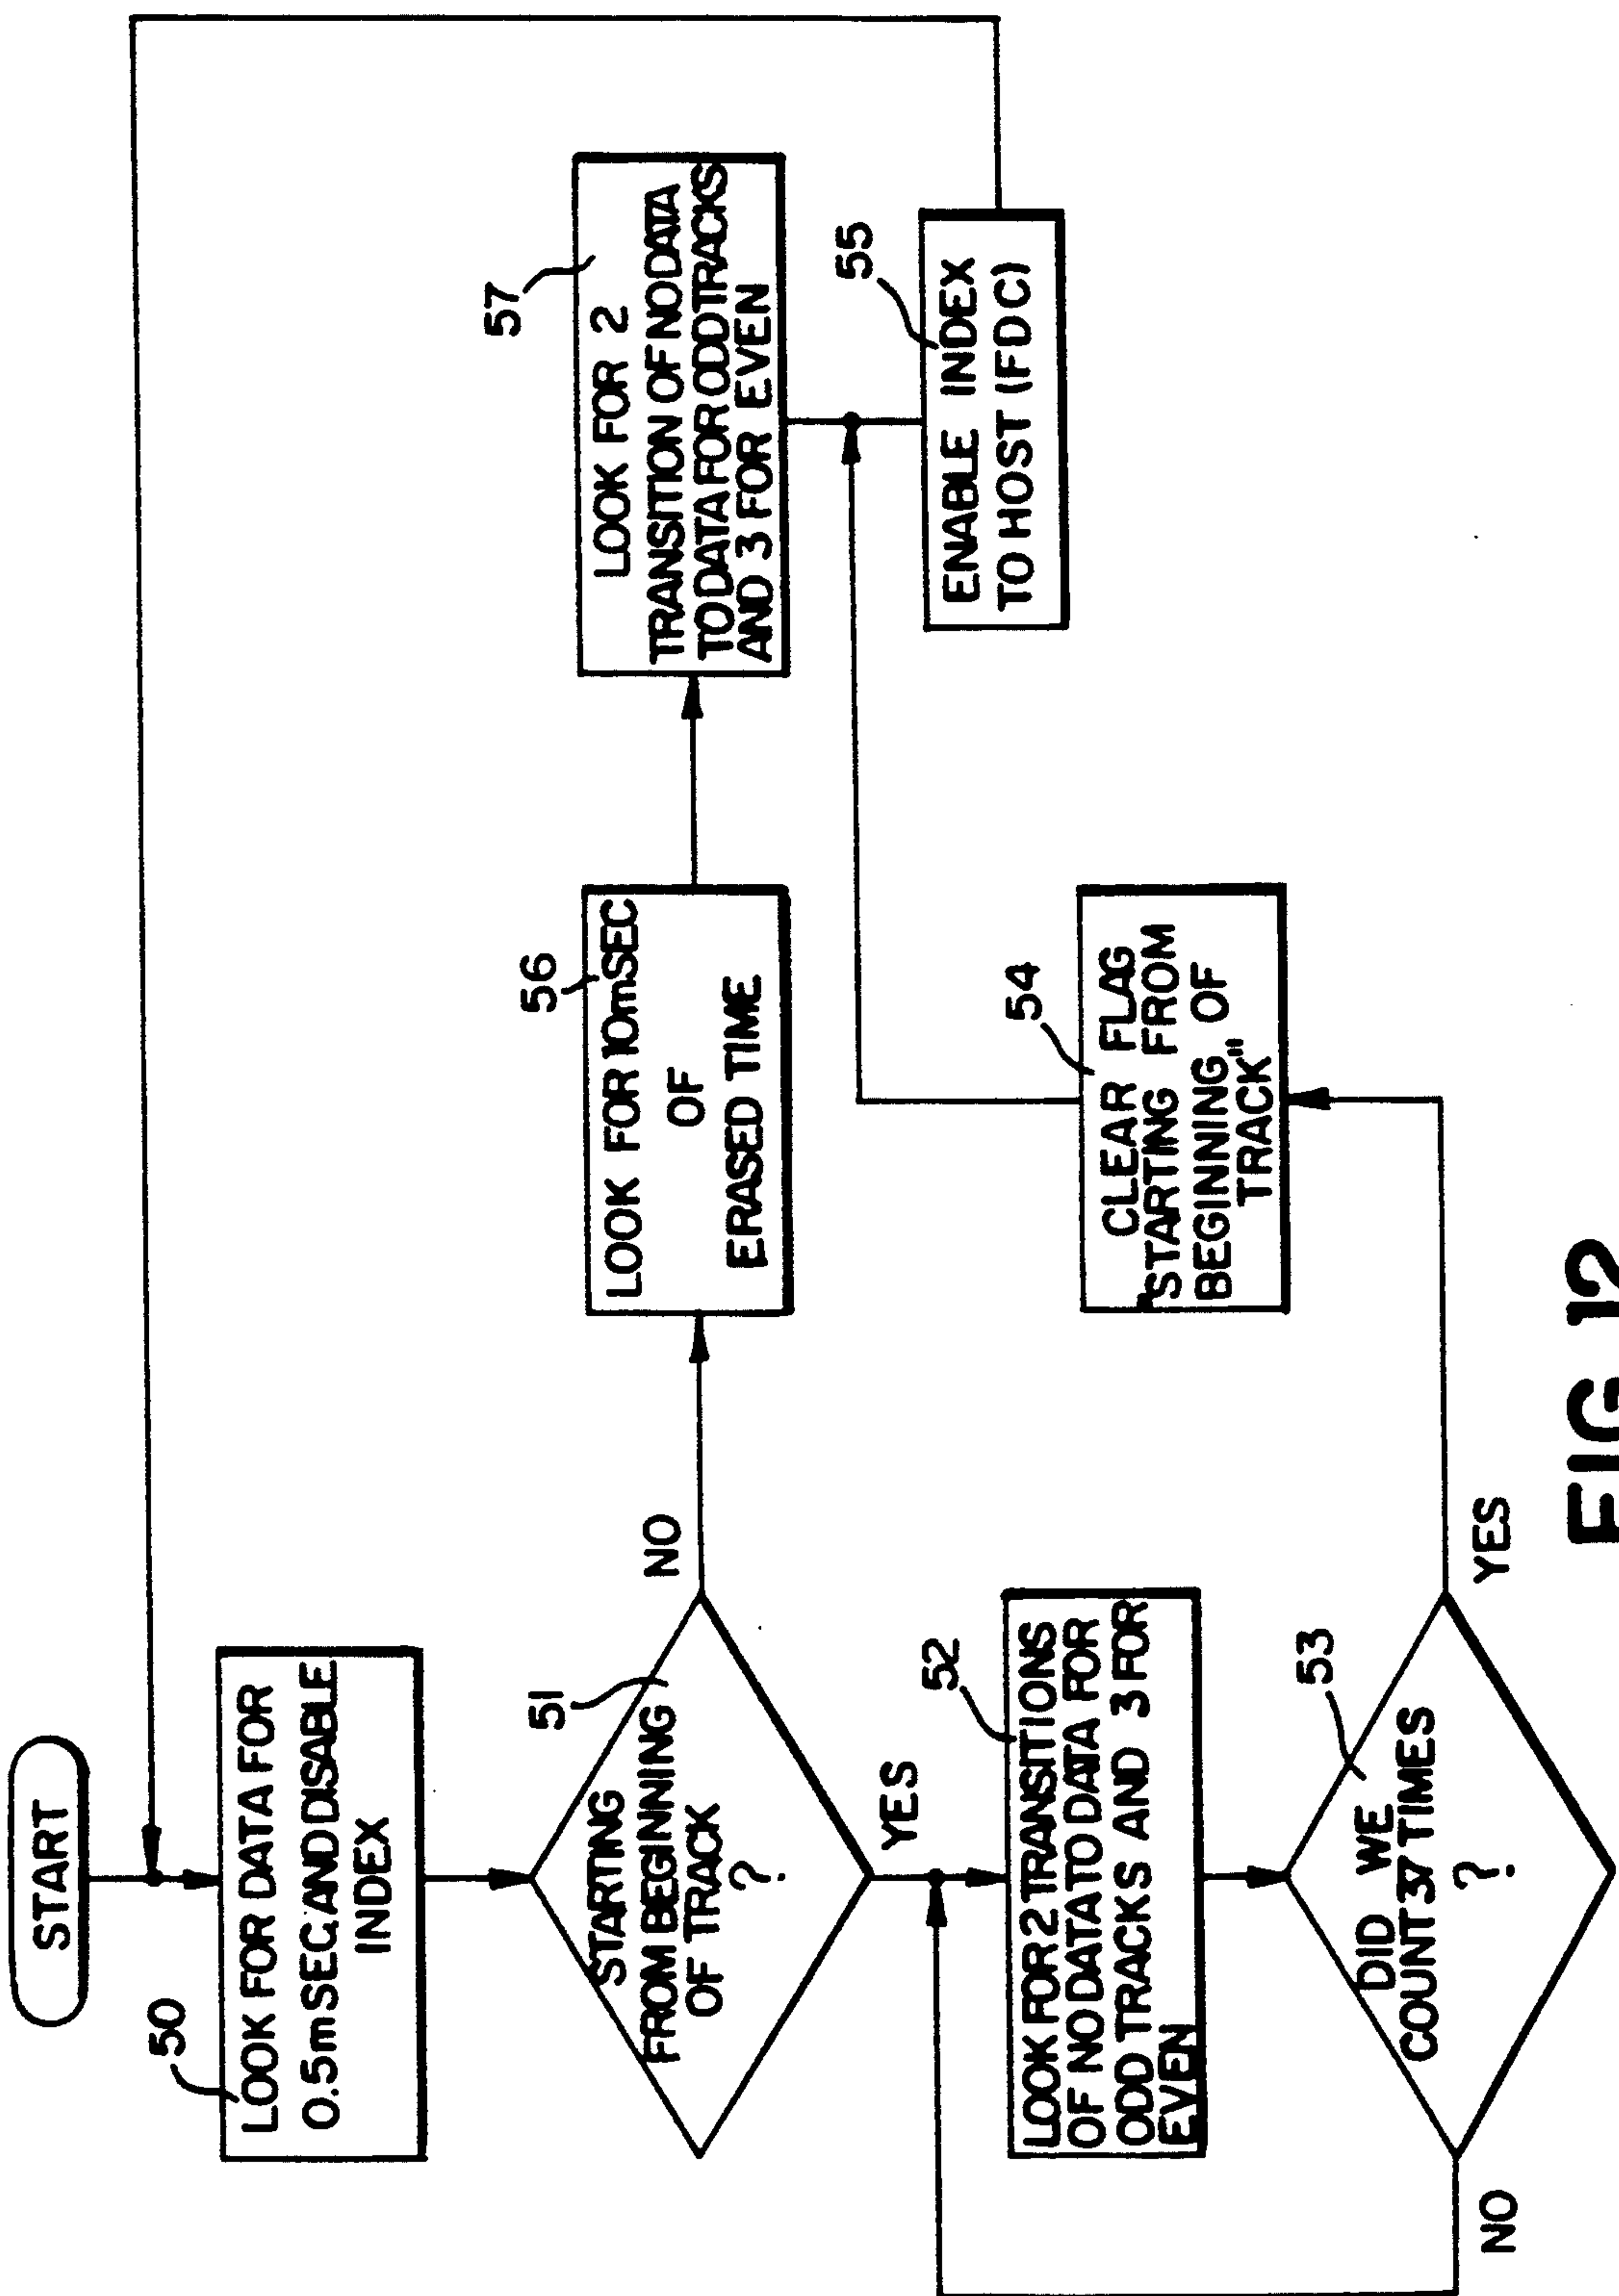 START
50
LOOK FOR DATA FOR
0.5mSEC, AND DISABLE
INDEX
51
STARTING
FROM BEGINNING
OF TRACK
?
NO
YES
56
LOOK FOR 10mSEC
OF
ERASED TIME
57
LOOK FOR 2
TRANSITION OF NO DATA
TO DATA FOR ODD TRACKS
AND 3 FOR EVEN
55
ENABLE INDEX
TO HOST (FDC)
52
LOOK FOR 2 TRANSITIONS
OF NO DATA TO DATA FOR
ODD TRACKS AND 3 FOR
EVEN
53
DID WE
COUNT 37 TIMES
?
NO
YES
54
CLEAR FLAG
"STARTING FROM
BEGINNING OF
TRACK"
FIG. 12